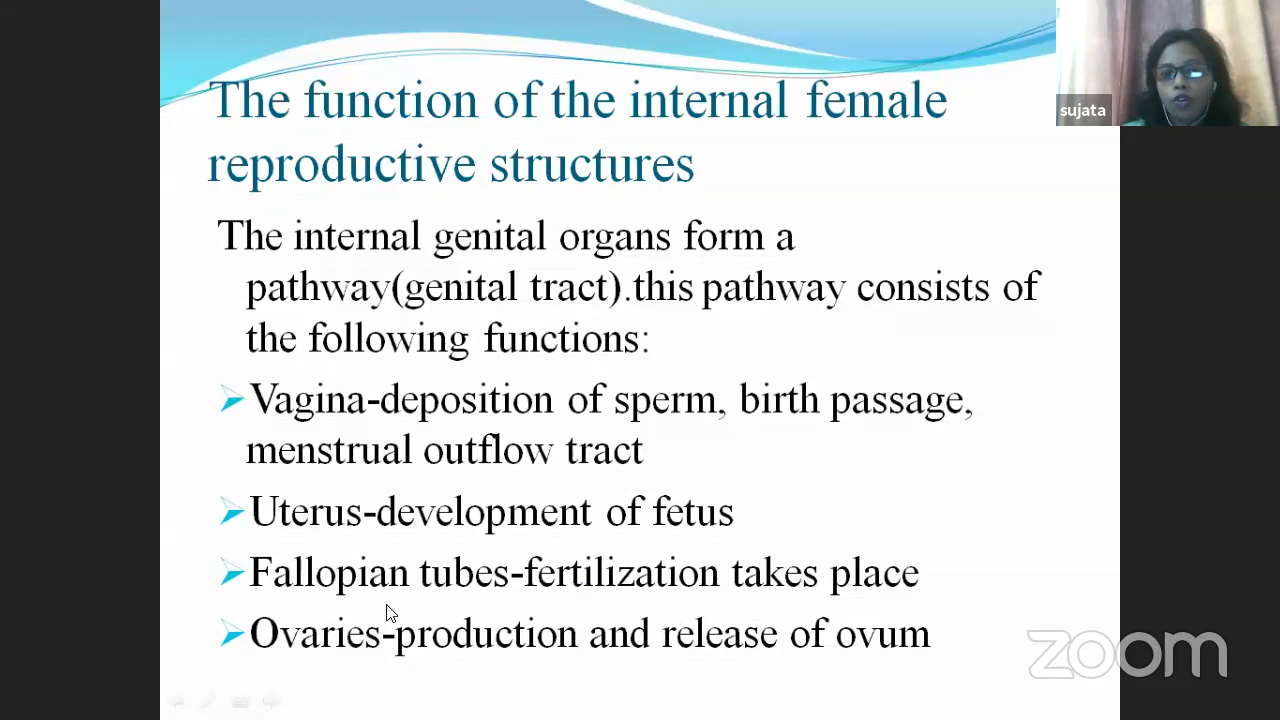 The function of the internal female
reproductive structures
sujata
The internal genital organs form a
pathway(genital tract).this pathway consists of
the following functions:
Vagina-deposition of sperm, birth passage,
menstrual outflow tract
Uterus-development of fetus
Fallopian tubes-fertilization takes place
Ovaries-production and release of ovum
zoom